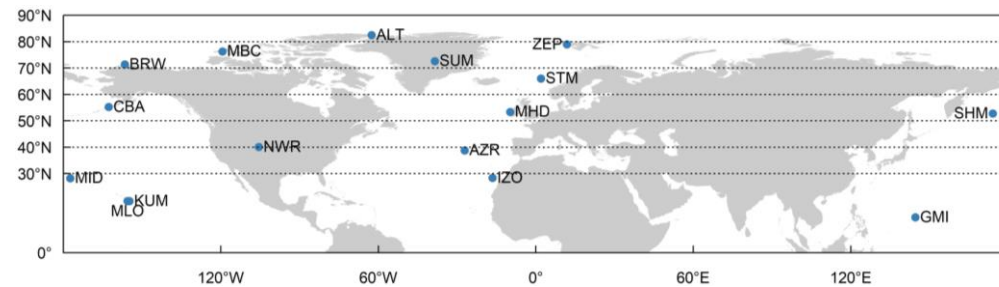 90°N
ALT
80°N
ZEP
MBC
SUM
70°N
BRW
STM
60°N
CBA
MHD
SHM
50°N
40°N
NWR
AZR
30°N
MID
IZO
KUM
MLO
GMI
0°
120°W
60°W
0°
60°E
120°E